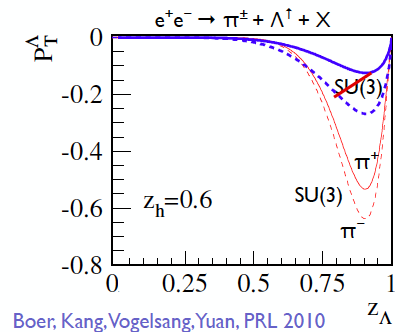 e⁺e⁻ → π± + Λ↑ + X
P_T^Λ
0
-0.2
-0.4
-0.6
-0.8
SU(3)
π⁺
SU(3)
π⁻
z_h=0.6
0 0.25 0.5 0.75 1
z_Λ
Boer, Kang, Vogelsang, Yuan, PRL 2010